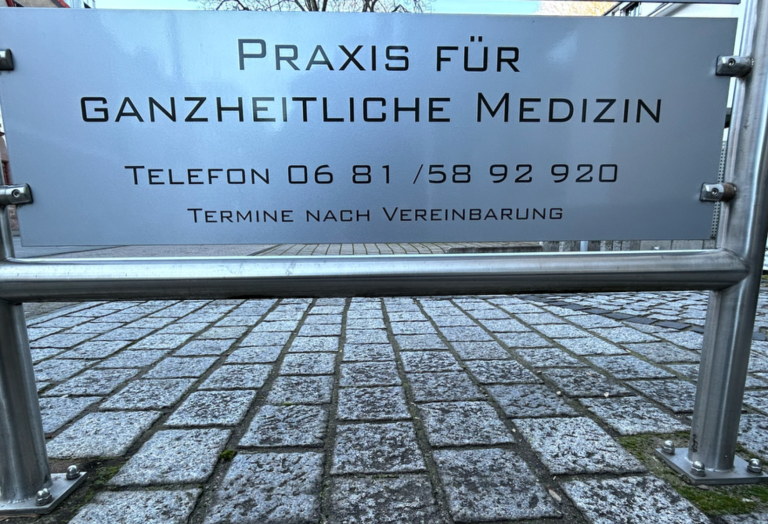 Praxis für
ganzheitliche Medizin
Telefon 06 81 /58 92 920
Termine nach Vereinbarung